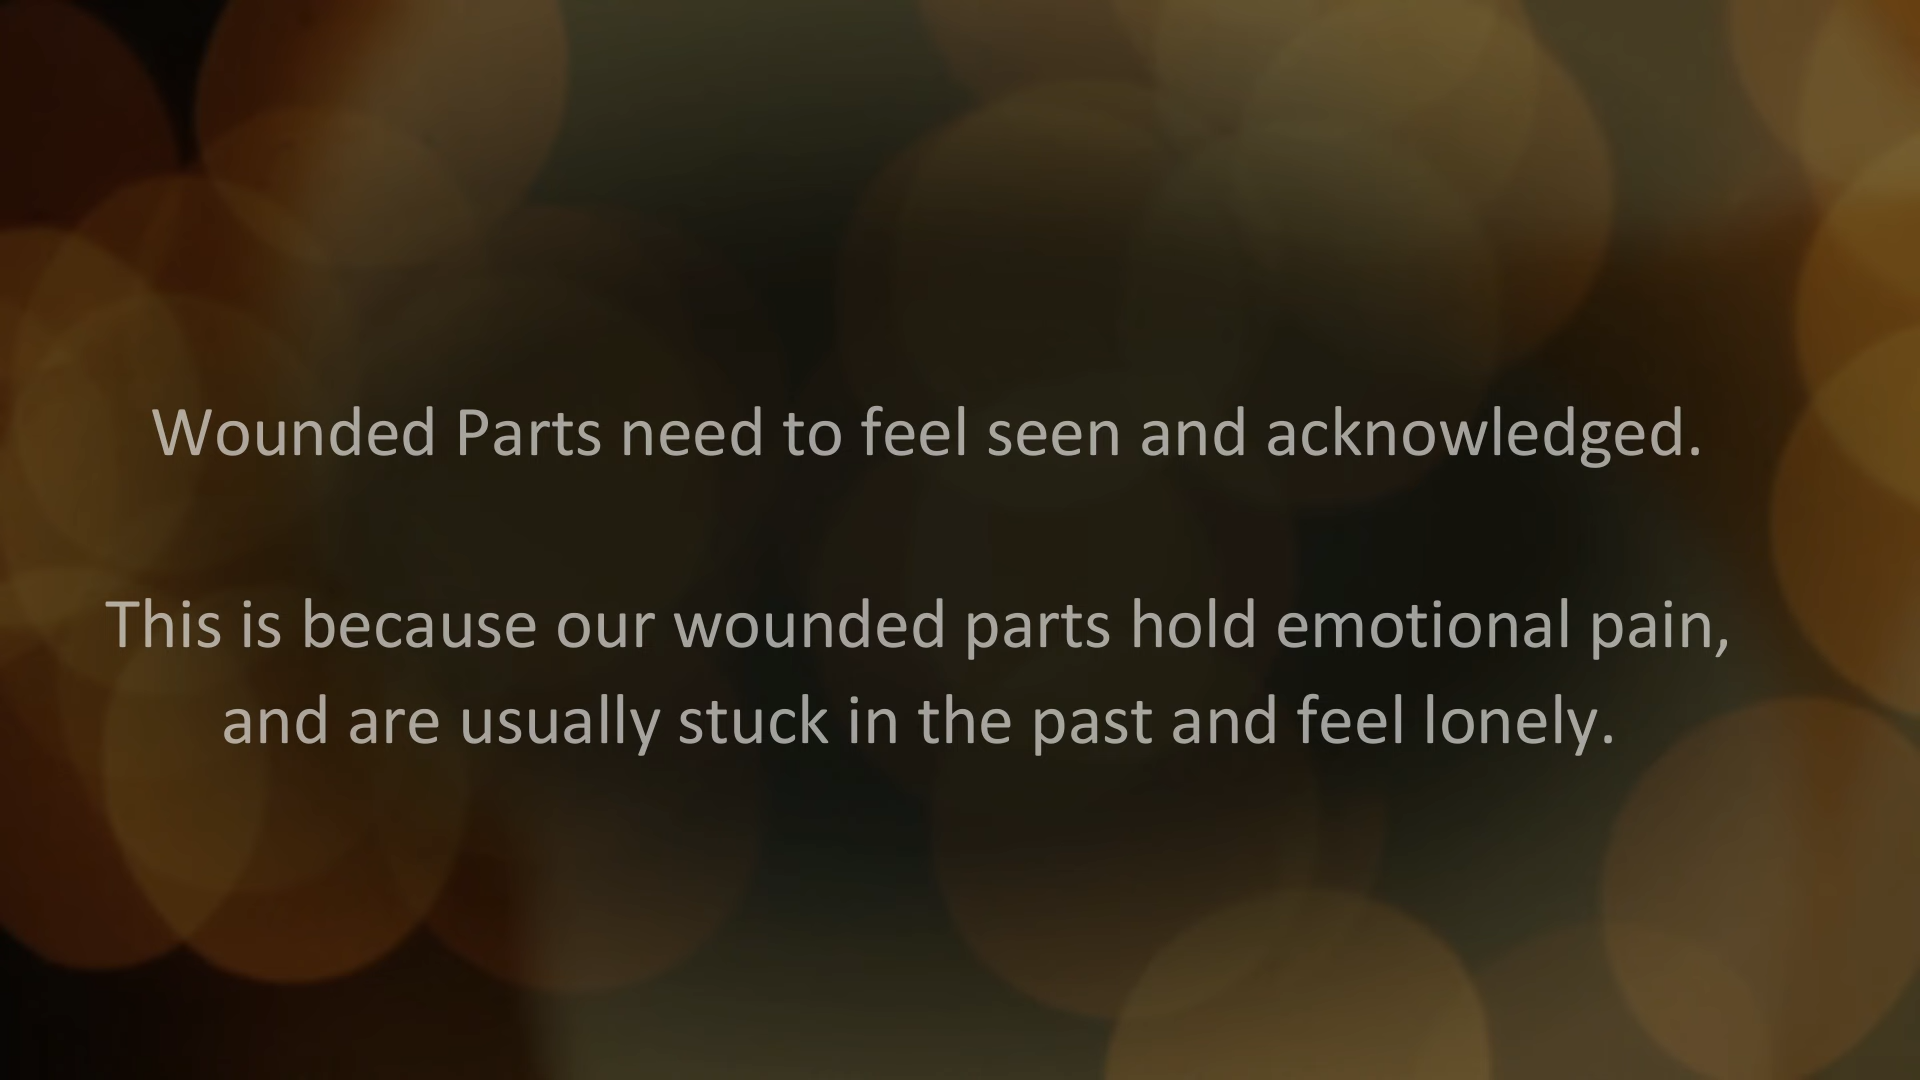 Wounded Parts need to feel seen and acknowledged.
This is because our wounded parts hold emotional pain,
and are usually stuck in the past and feel lonely.